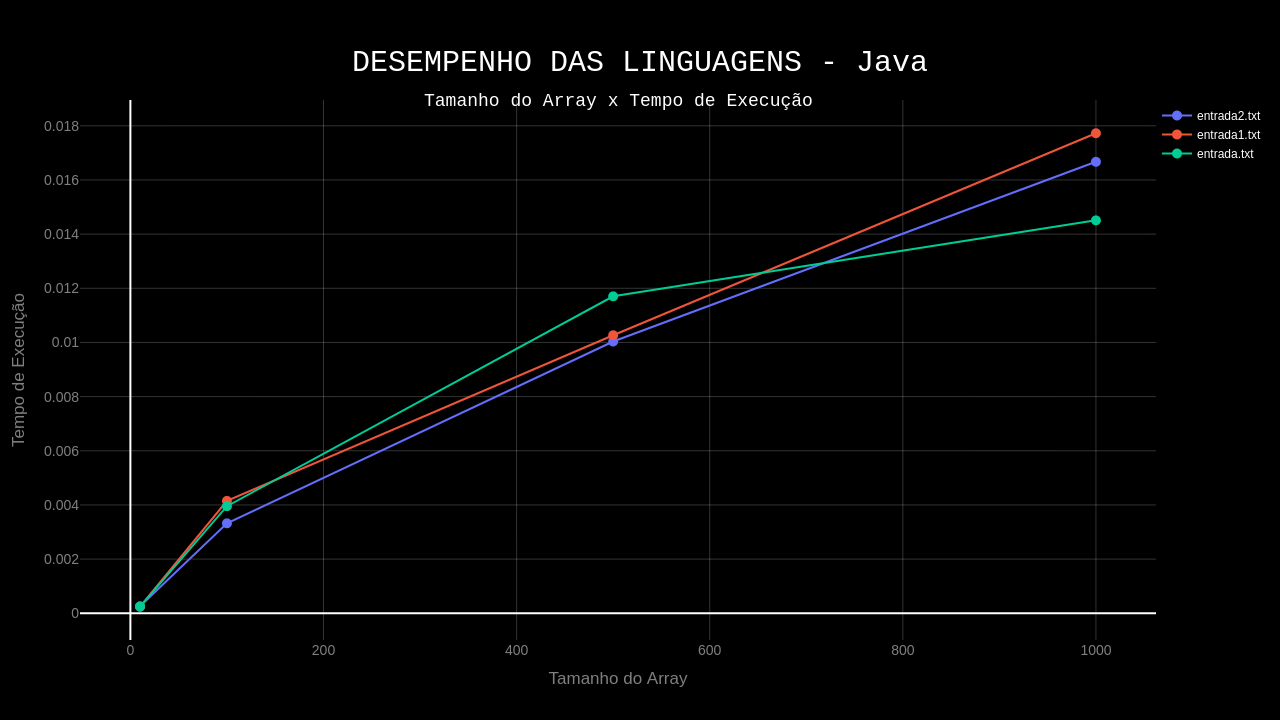 DESEMPENHO DAS LINGUAGENS - Java
Tamanho do Array x Tempo de Execução
entrada2.txt
entrada1.txt
entrada.txt
Tempo de Execução
0.018
0.016
0.014
0.012
0.01
0.008
0.006
0.004
0.002
0
0 200 400 600 800 1000
Tamanho do Array